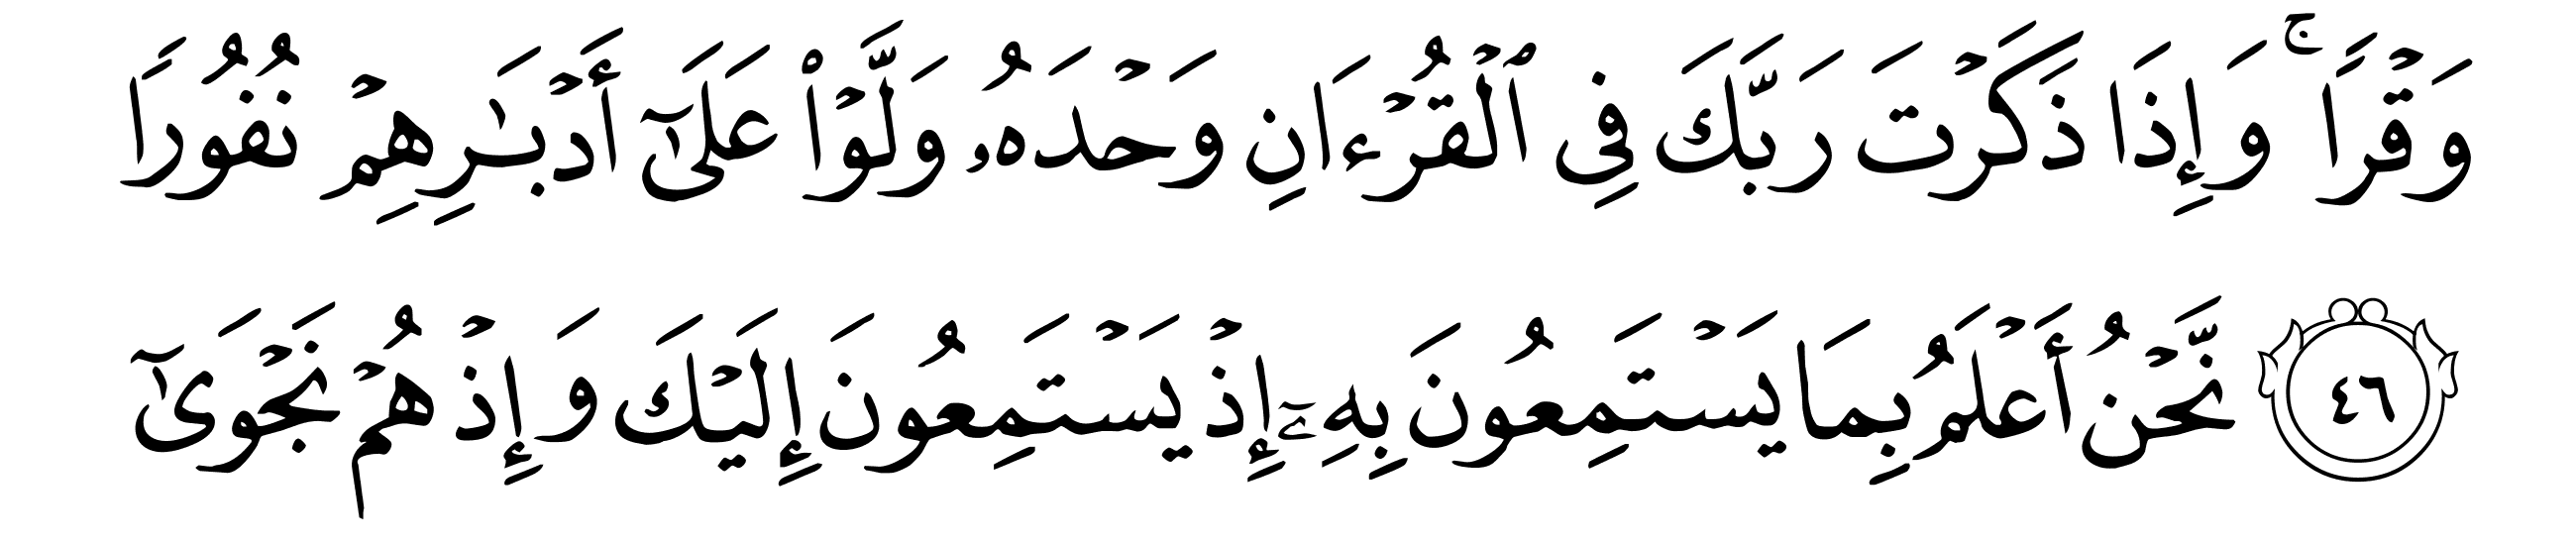 وَقۡرٗاۚ وَإِذَا ذَكَرۡتَ رَبَّكَ فِي ٱلۡقُرۡءَانِ وَحۡدَهُۥ وَلَّوۡاْ عَلَىٰٓ أَدۡبَٰرِهِمۡ نُفُورٗا
٤٦ نَّحۡنُ أَعۡلَمُ بِمَا يَسۡتَمِعُونَ بِهِۦٓ إِذۡ يَسۡتَمِعُونَ إِلَيۡكَ وَإِذۡ هُمۡ نَجۡوَىٰٓ